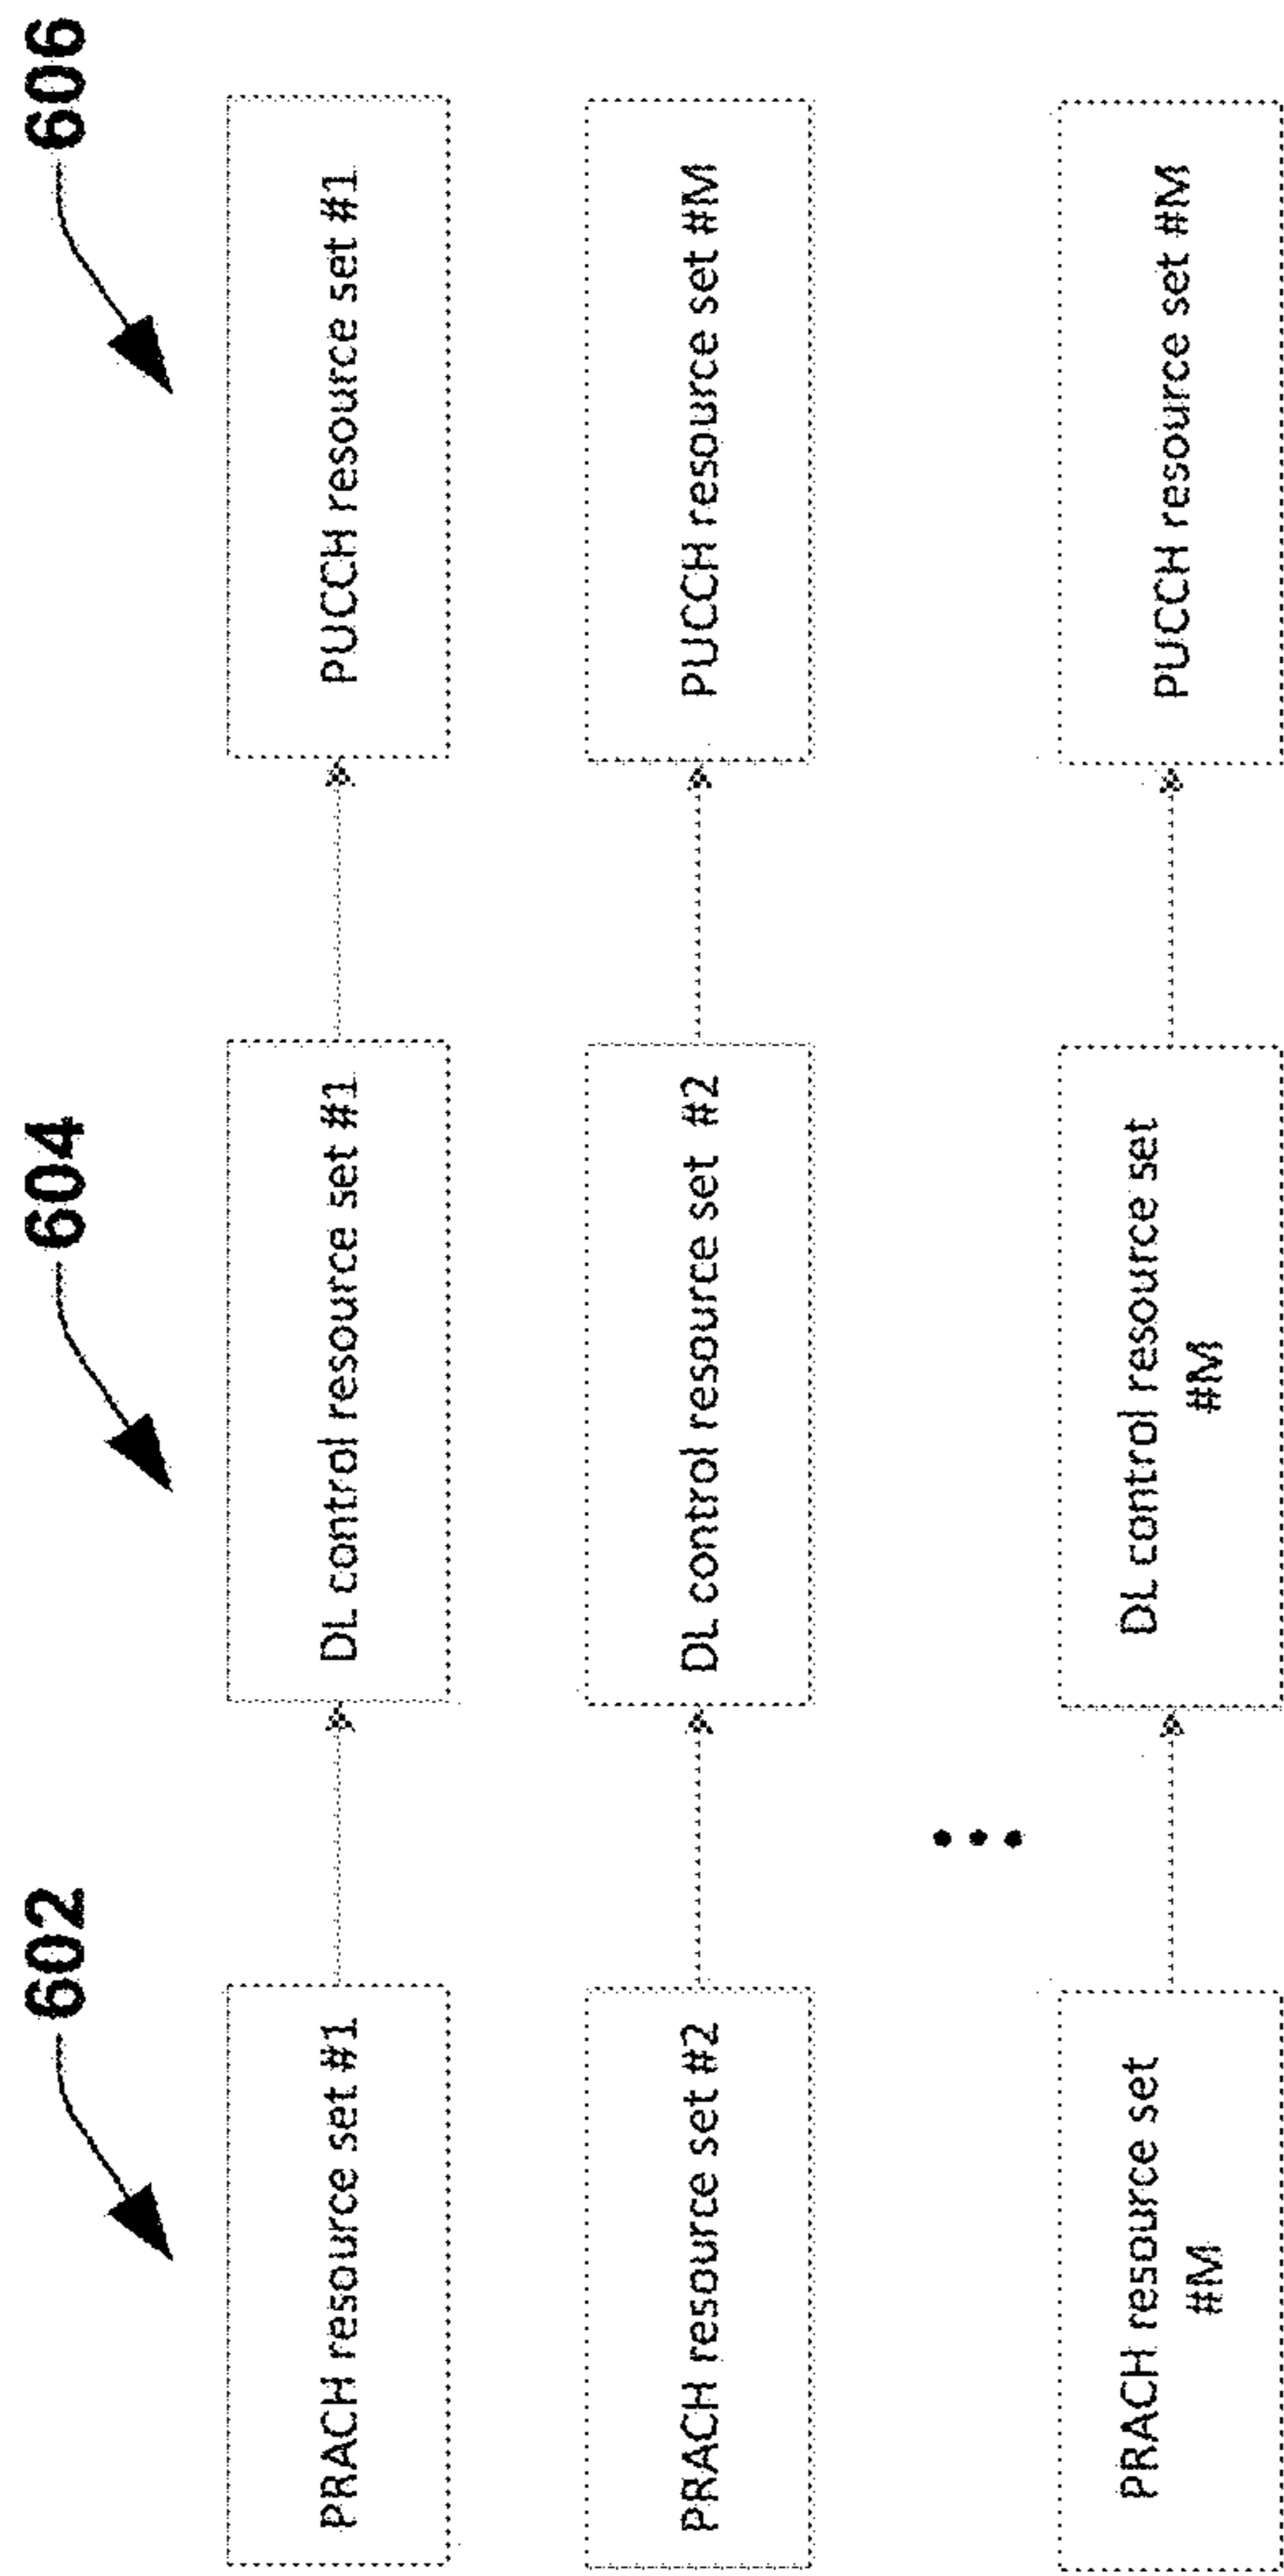 602
604
606
PRACH resource set #1
DL control resource set #1
PUCCH resource set #1
PRACH resource set #2
DL control resource set #2
PUCCH resource set #M
PRACH resource set
#M
DL control resource set
#M
PUCCH resource set #M